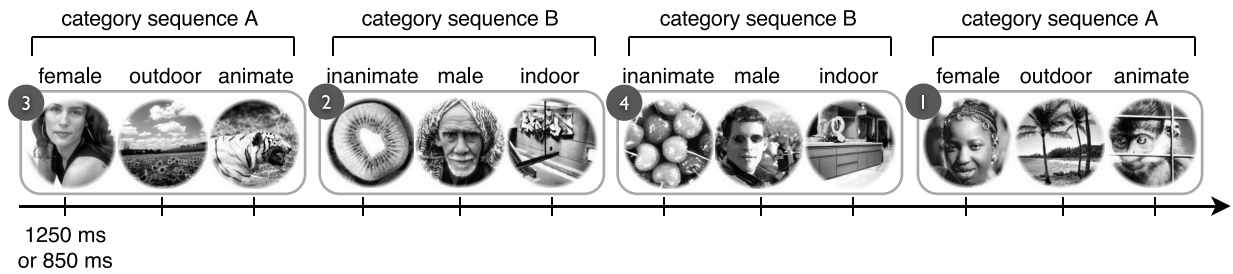 category sequence A
category sequence B
category sequence B
category sequence A
female outdoor animate
inanimate male indoor
inanimate male indoor
female outdoor animate
3
2
4
1
1250 ms
or 850 ms